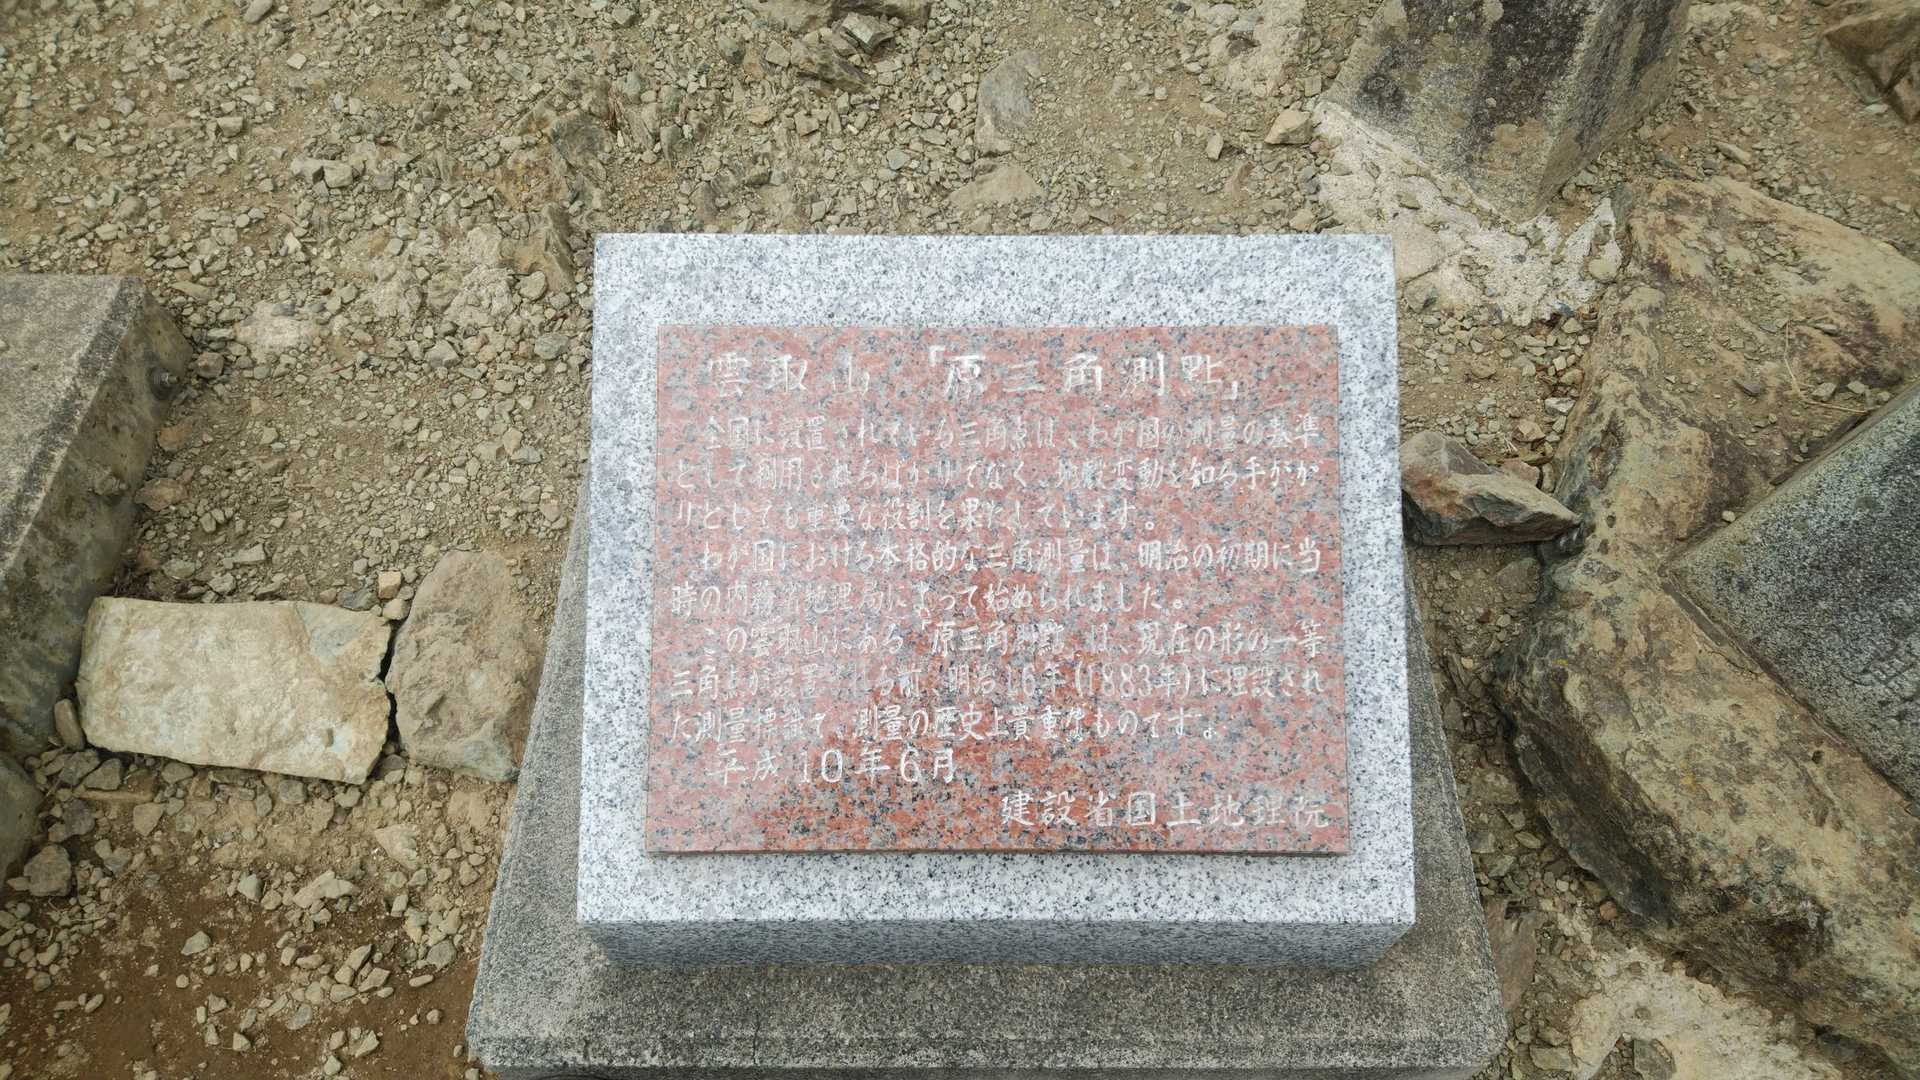 雲取山 「原三角測點」
全国に設置されている三角点は、わが国の測量の基準
として利用されるばかりでなく、地殻変動を知る手がか
りとしても重要な役割を果たしています。
わが国における本格的な三角測量は、明治の初期に当
時の内務省地理局によって始められました。
この雲取山にある「原三角測點」は、現在の形の一等
三角点が設置される前、明治16年(1883年)に埋設され
た測量標識で、測量の歴史上貴重なものです。
平成10年6月
建設省国土地理院